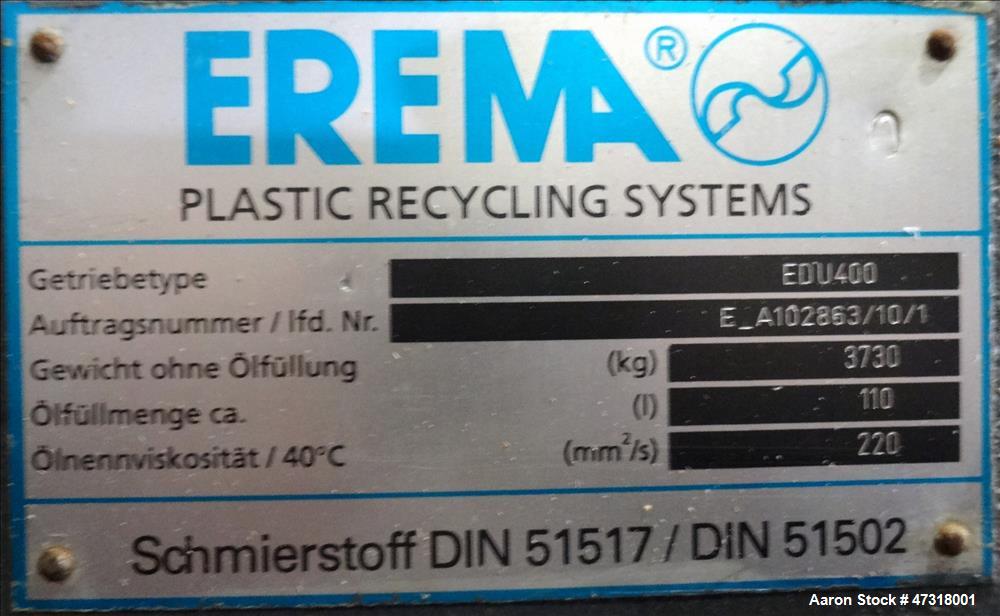 EREMA®
PLASTIC RECYCLING SYSTEMS
Getriebetype EDU400
Auftragsnummer / lfd. Nr. E_A102863/10/1
Gewicht ohne Ölfüllung (kg) 3730
Ölfüllmenge ca. (l) 110
Ölnennviskosität / 40°C (mm²/s) 220
Schmierstoff DIN 51517 / DIN 51502
Aaron Stock # 47318001